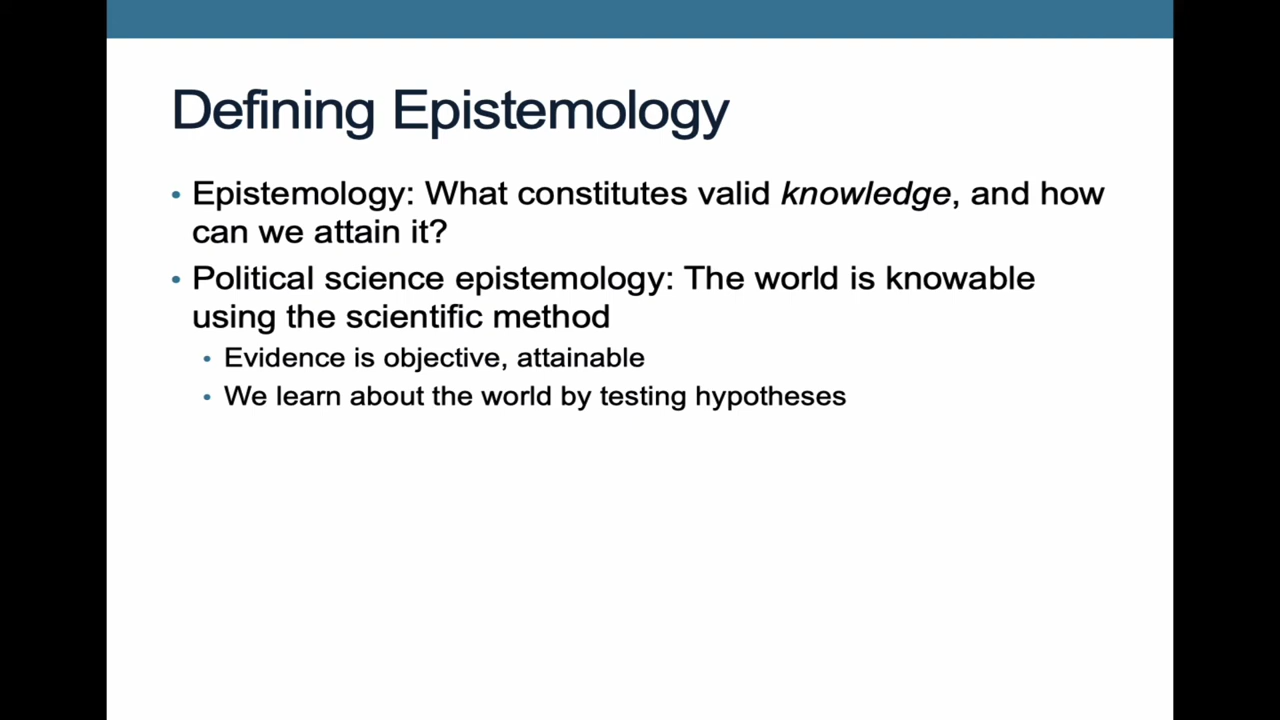 Defining Epistemology
• Epistemology: What constitutes valid knowledge, and how
can we attain it?
• Political science epistemology: The world is knowable
using the scientific method
• Evidence is objective, attainable
• We learn about the world by testing hypotheses